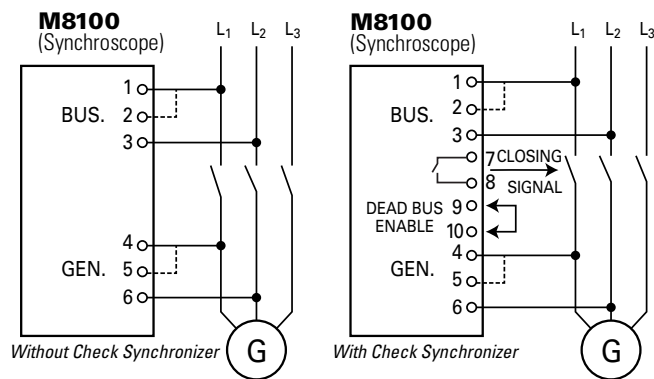 M8100
(Synchroscope)
L1 L2 L3
1
BUS. 2
3
4
GEN. 5
6
Without Check Synchronizer
G
M8100
(Synchroscope)
L1 L2 L3
1
BUS. 2
3
7 CLOSING
8 SIGNAL
DEAD BUS 9
ENABLE 10
4
GEN. 5
6
With Check Synchronizer
G